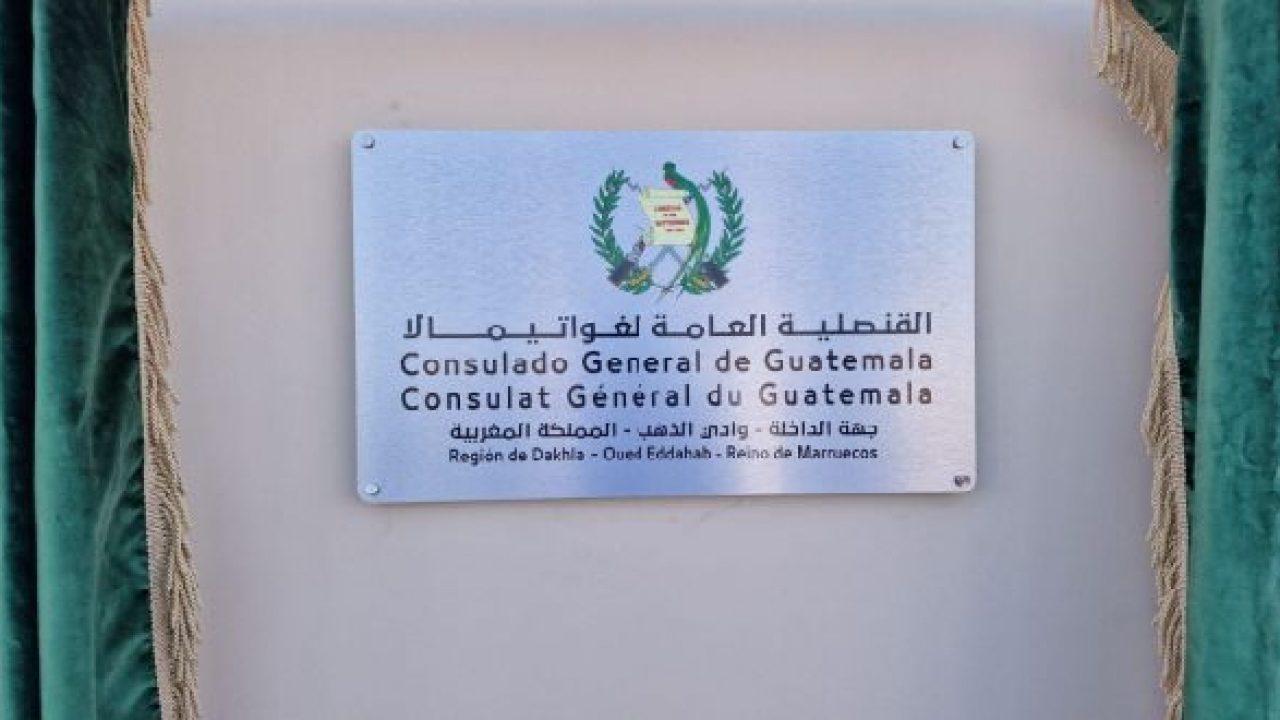 القنصلية العامة لغواتيمالا
Consulado General de Guatemala
Consulat Général du Guatemala
جهة الداخلة - وادي الذهب - المملكة المغربية
Región de Dakhla - Oued Eddahab - Reino de Marruecos